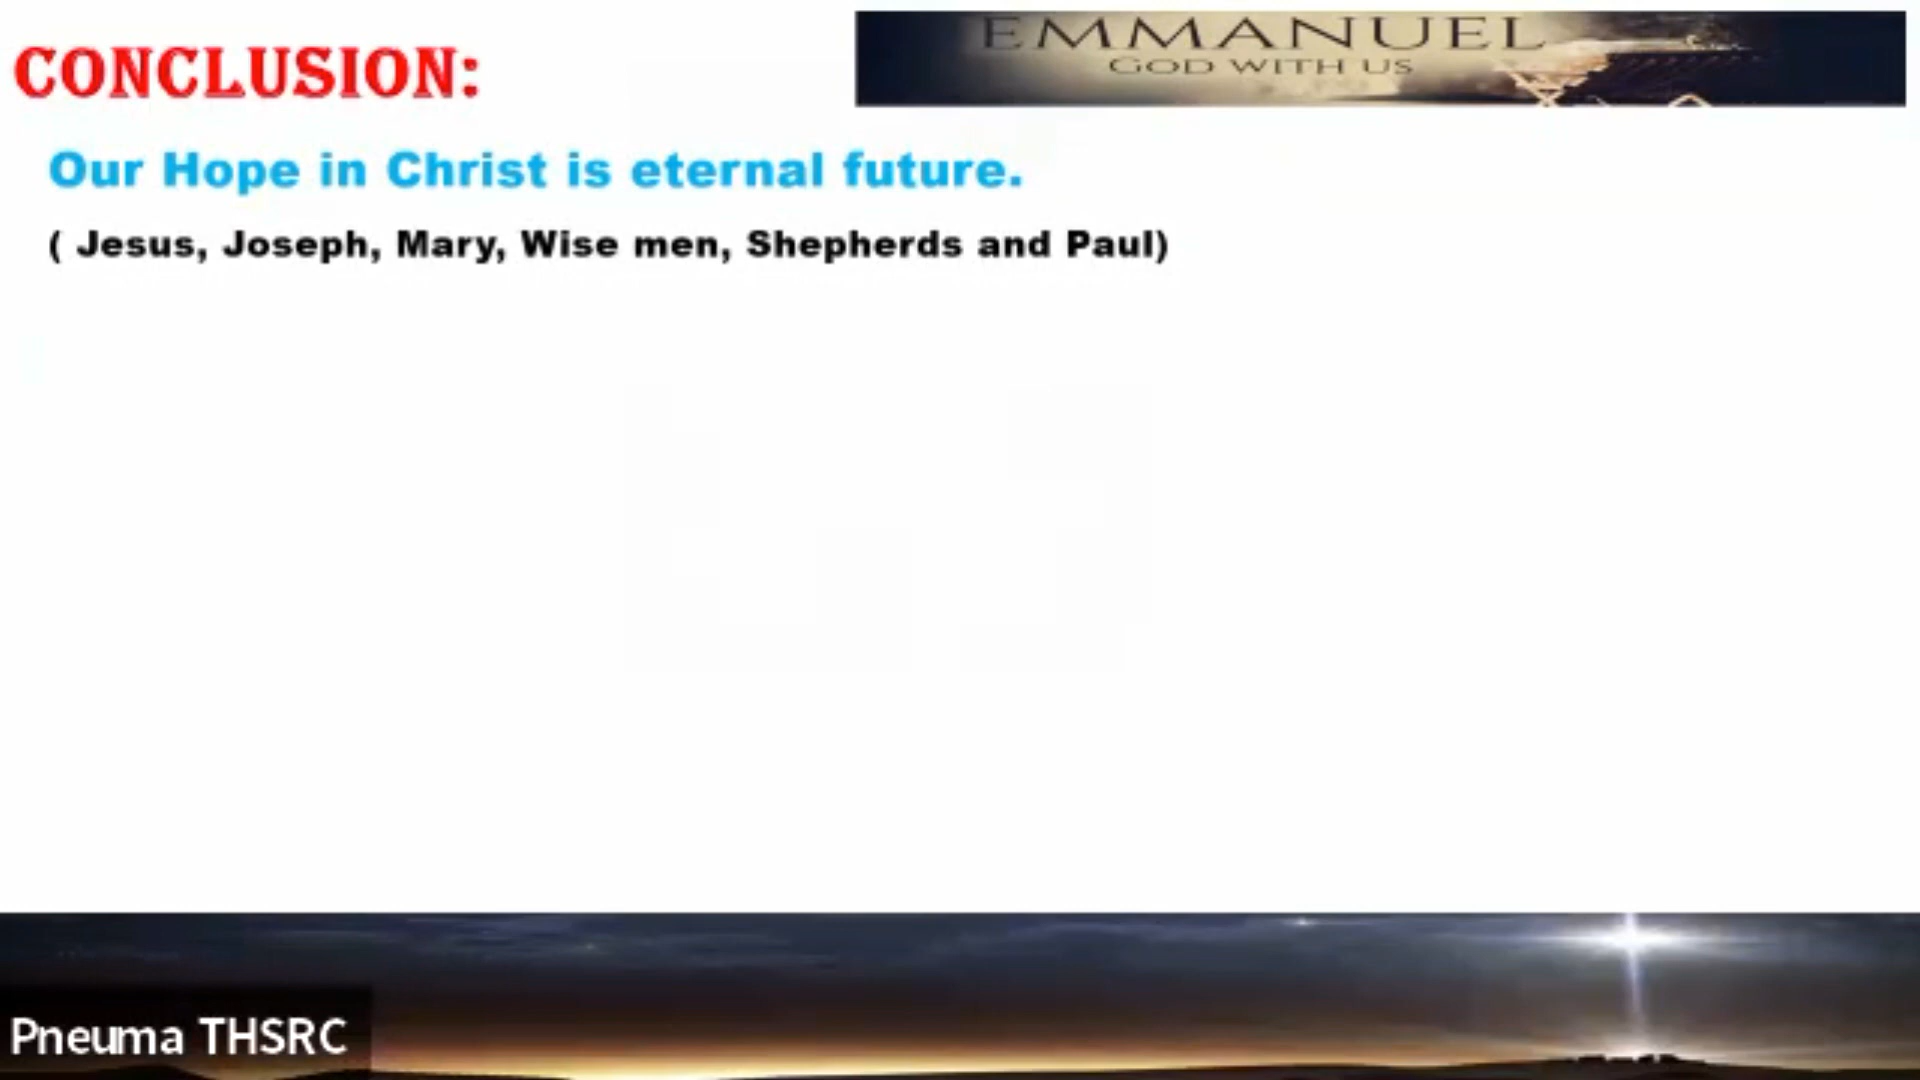 EMMANUEL
GOD WITH US
CONCLUSION:
Our Hope in Christ is eternal future.
( Jesus, Joseph, Mary, Wise men, Shepherds and Paul)
Pneuma THSRC